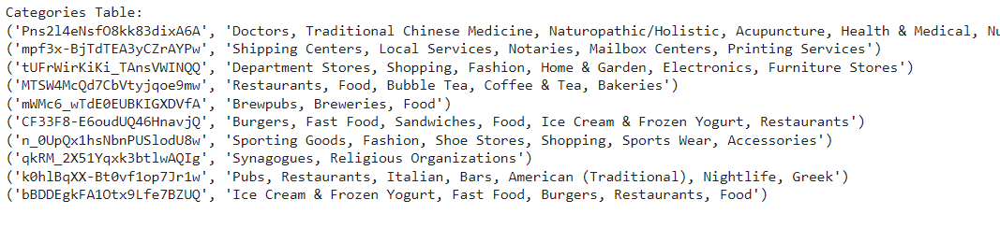 Categories Table:
('Pns2l4eNsfO8kk83dixA6A', 'Doctors, Traditional Chinese Medicine, Naturopathic/Holistic, Acupuncture, Health & Medical, Nu
('mpf3x-BjTdTEA3yCZrAYPw', 'Shipping Centers, Local Services, Notaries, Mailbox Centers, Printing Services')
('tUFrWirKiKi_TAnsVWINQQ', 'Department Stores, Shopping, Fashion, Home & Garden, Electronics, Furniture Stores')
('MTSW4McQd7CbVtyjqoe9mw', 'Restaurants, Food, Bubble Tea, Coffee & Tea, Bakeries')
('mWMc6_wTdE0EUBKIGXDVfA', 'Brewpubs, Breweries, Food')
('CF33F8-E6oudUQ46HnavjQ', 'Burgers, Fast Food, Sandwiches, Food, Ice Cream & Frozen Yogurt, Restaurants')
('n_0UpQx1hsNbnPUSlodU8w', 'Sporting Goods, Fashion, Shoe Stores, Shopping, Sports Wear, Accessories')
('qkRM_2X51Yqxk3btlwAQIg', 'Synagogues, Religious Organizations')
('k0hlBqXX-Bt0vf1op7Jr1w', 'Pubs, Restaurants, Italian, Bars, American (Traditional), Nightlife, Greek')
('bBDDEgkFA1Otx9Lfe7BZUQ', 'Ice Cream & Frozen Yogurt, Fast Food, Burgers, Restaurants, Food')